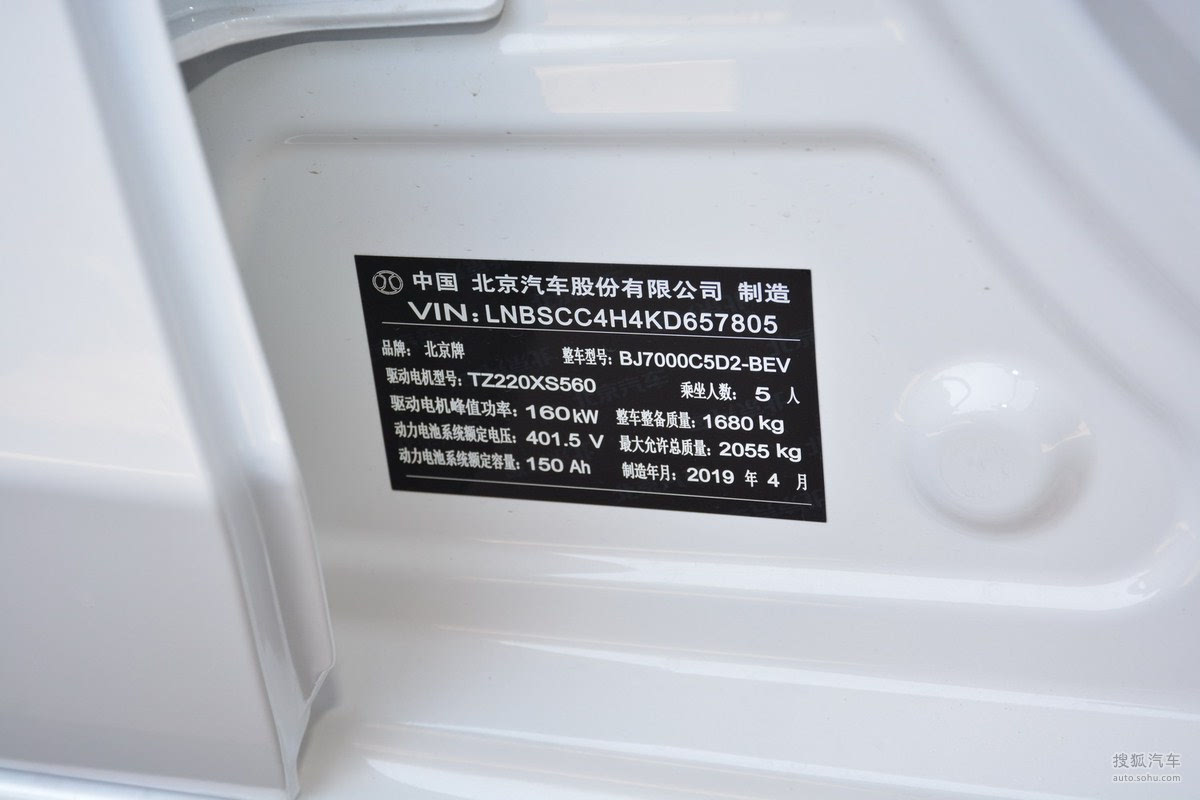 中国 北京汽车股份有限公司 制造
VIN: LNBSCC4H4KD657805
品牌: 北京牌 整车型号: BJ7000C5D2-BEV
驱动电机型号: TZ220XS560 乘坐人数: 5 人
驱动电机峰值功率: 160kW 整车整备质量: 1680 kg
动力电池系统额定电压: 401.5 V 最大允许总质量: 2055 kg
动力电池系统额定容量: 150 Ah 制造年月: 2019 年 4 月
搜狐汽车
auto.sohu.com